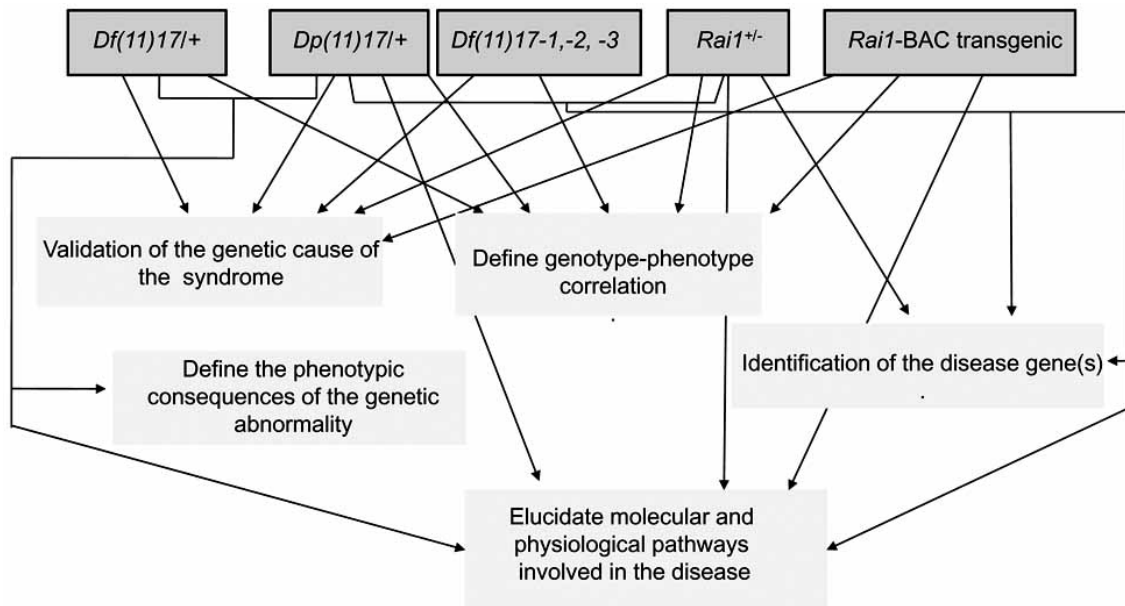 Df(11)17/+
Dp(11)17/+
Df(11)17-1,-2, -3
Rai1+/-
Rai1-BAC transgenic
Validation of the genetic cause of
the syndrome
Define genotype-phenotype
correlation
.
Identification of the disease gene(s)
.
Define the phenotypic
consequences of the genetic
abnormality
Elucidate molecular and
physiological pathways
involved in the disease